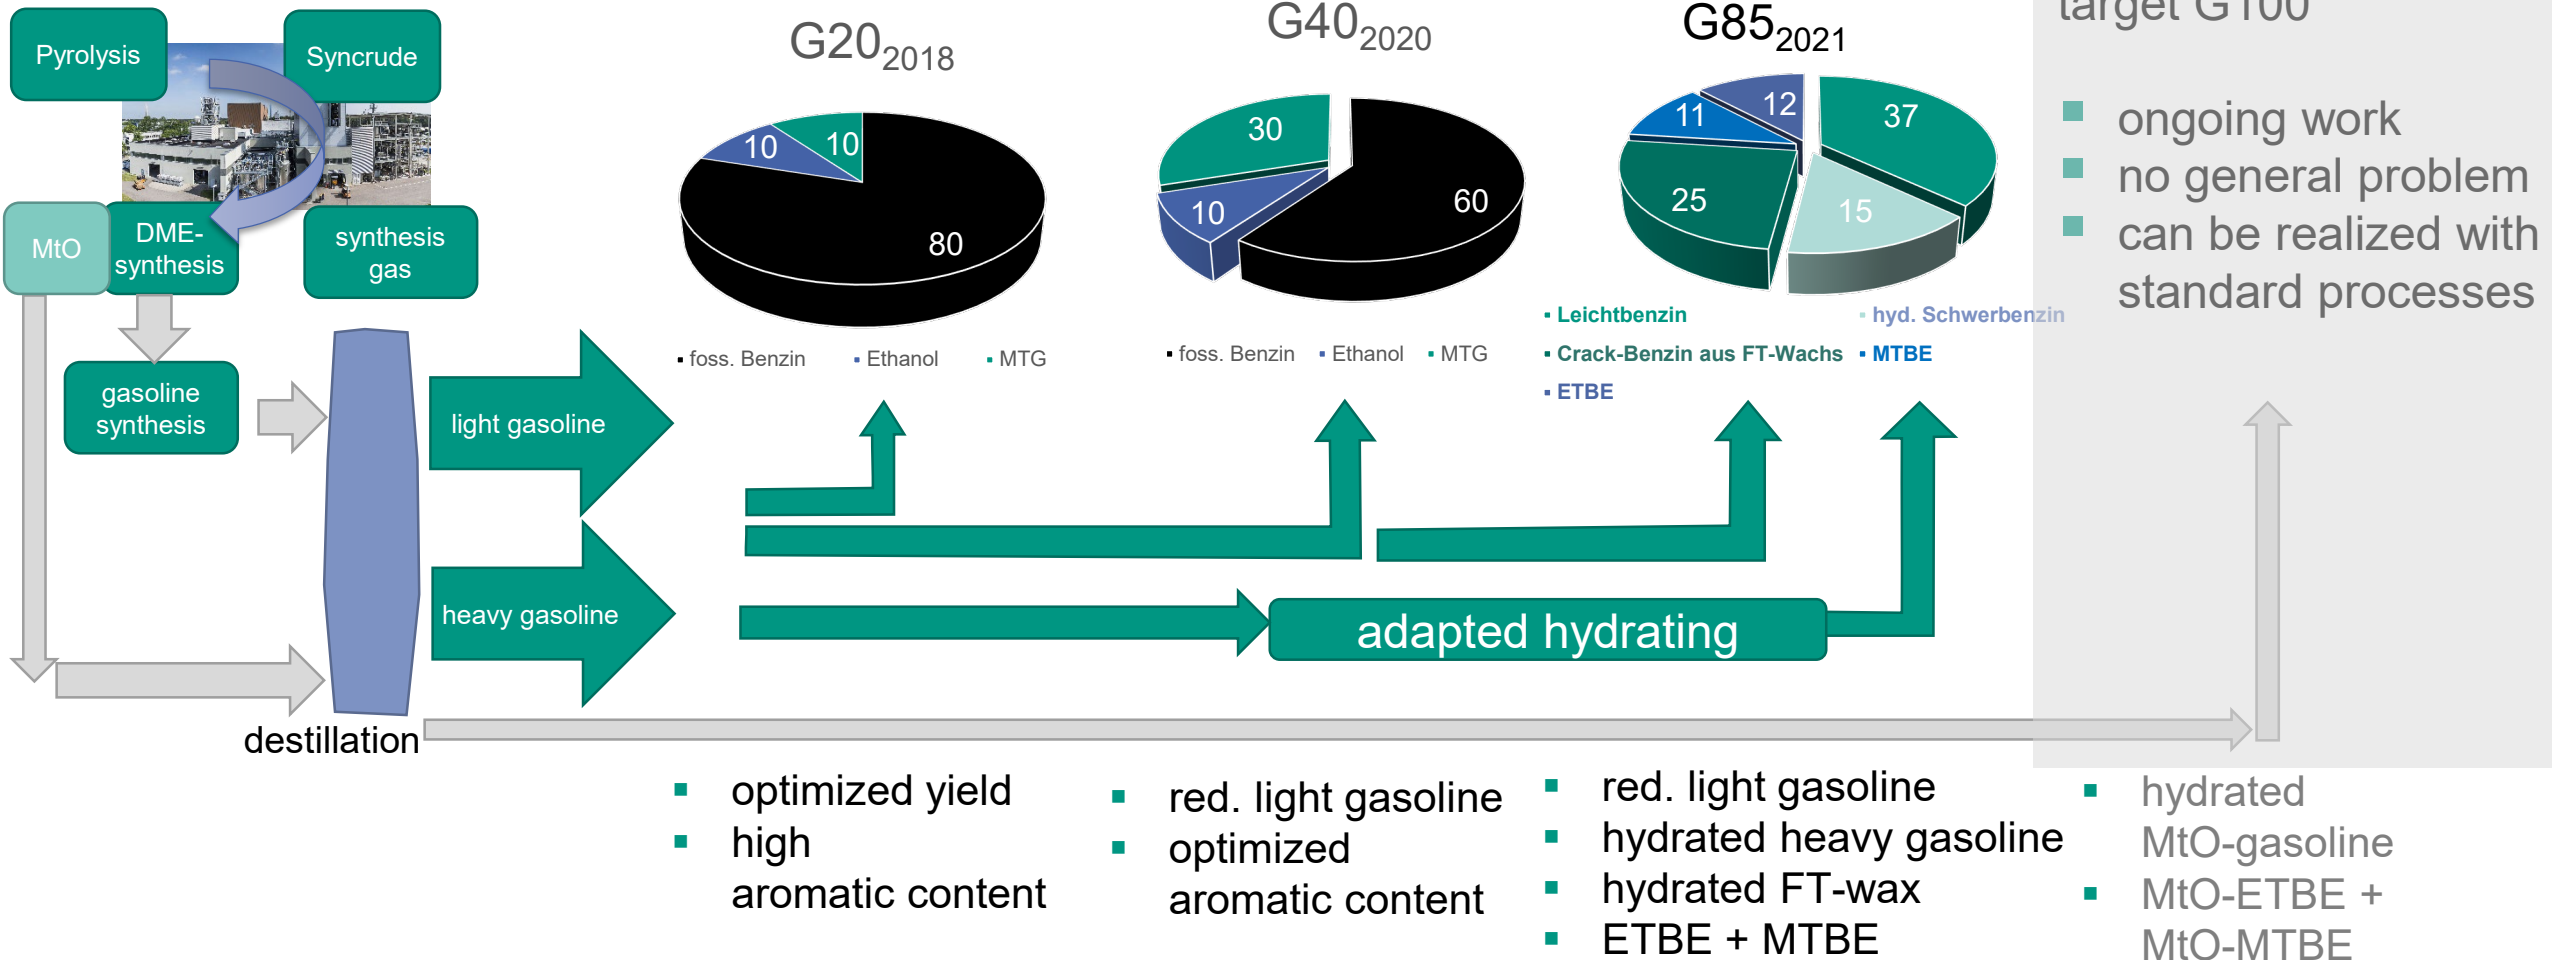 Pyrolysis
Syncrude
MtO
DME-
synthesis
synthesis
gas
gasoline
synthesis
destillation
light gasoline
heavy gasoline
G20 2018
10
10
80
foss. Benzin
Ethanol
MTG
G40 2020
30
10
60
foss. Benzin
Ethanol
MTG
G85 2021
11
12
37
25
15
Leichtbenzin
hyd. Schwerbenzin
Crack-Benzin aus FT-Wachs
MTBE
ETBE
adapted hydrating
target G100
ongoing work
no general problem
can be realized with
standard processes
optimized yield
high
aromatic content
red. light gasoline
optimized
aromatic content
red. light gasoline
hydrated heavy gasoline
hydrated FT-wax
ETBE + MTBE
hydrated
MtO-gasoline
MtO-ETBE +
MtO-MTBE